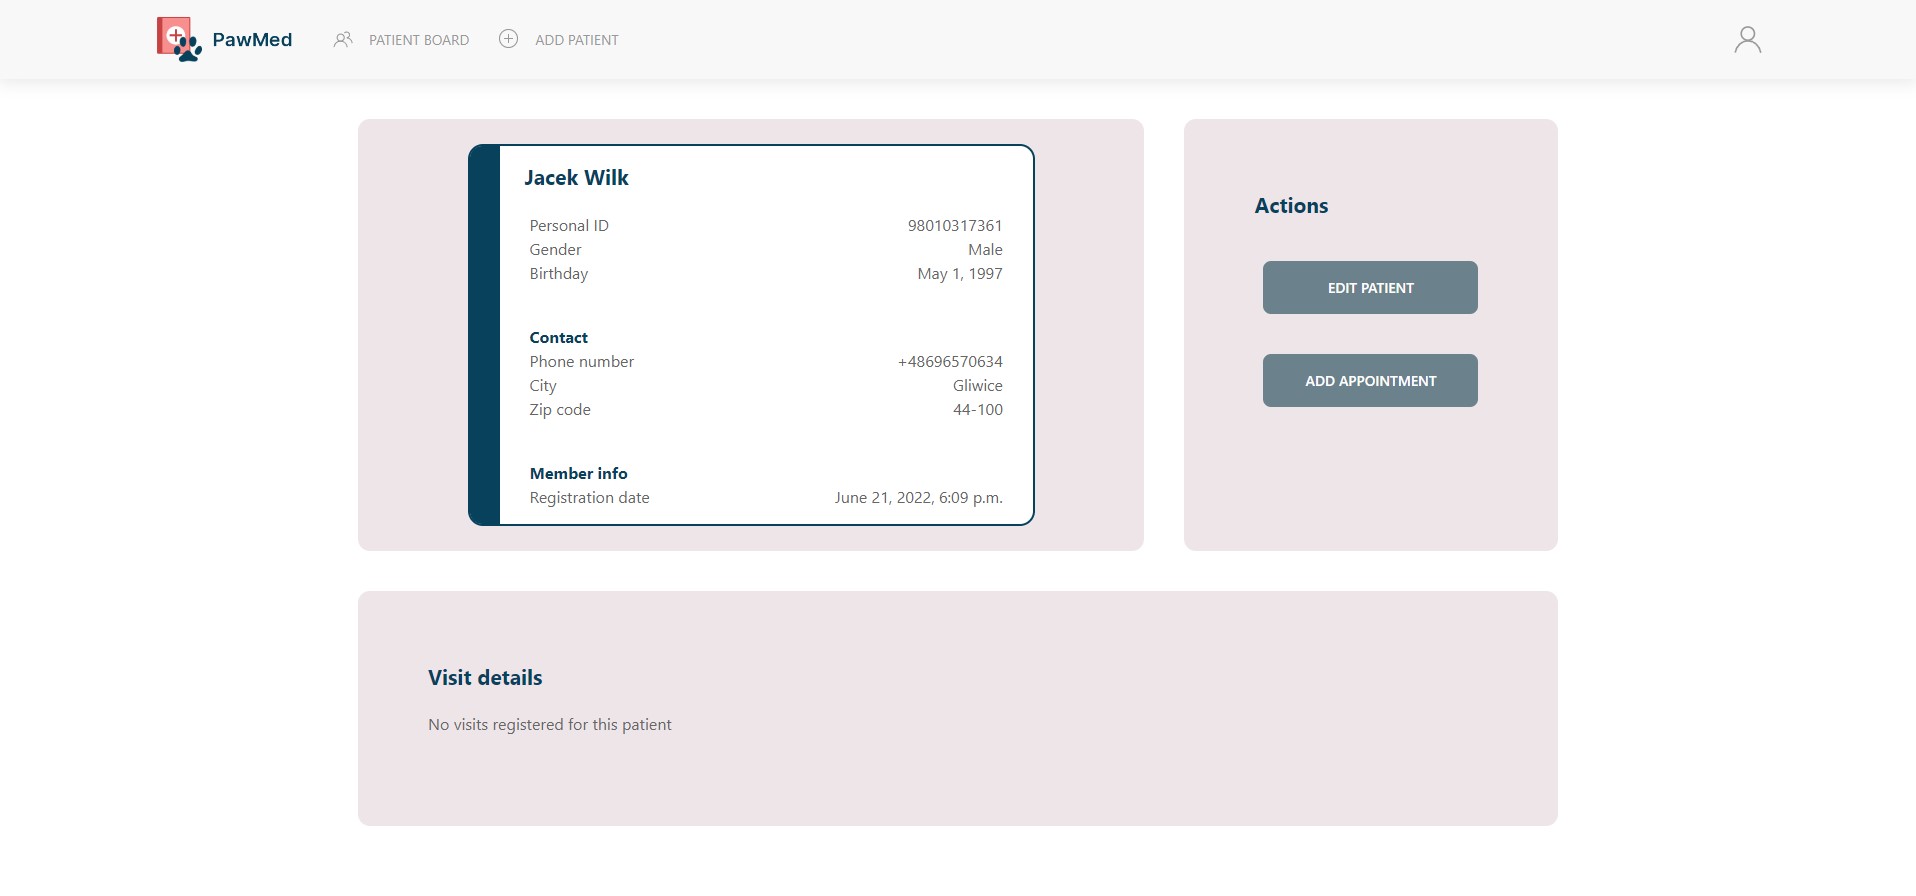 PawMed
PATIENT BOARD
ADD PATIENT
Jacek Wilk
Personal ID 98010317361
Gender Male
Birthday May 1, 1997
Contact
Phone number +48696570634
City Gliwice
Zip code 44-100
Member info
Registration date June 21, 2022, 6:09 p.m.
Actions
EDIT PATIENT
ADD APPOINTMENT
Visit details
No visits registered for this patient